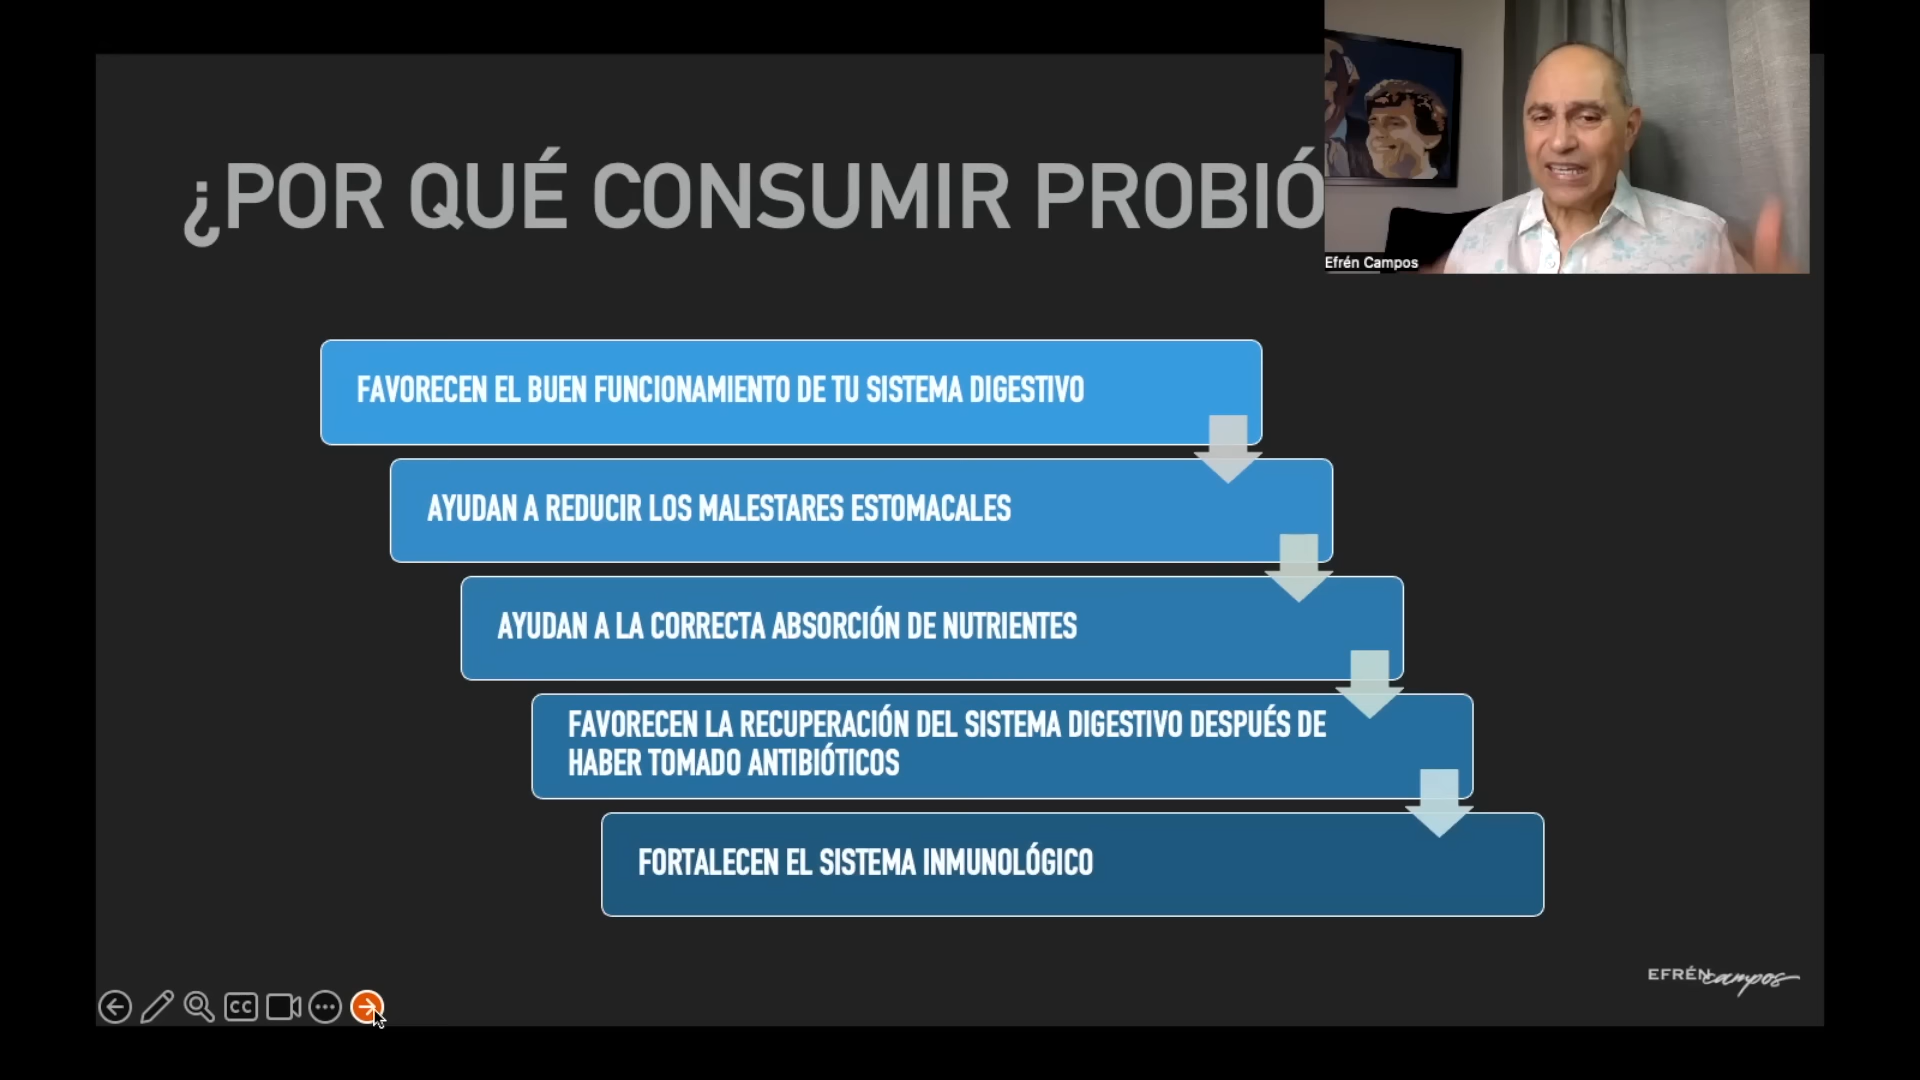 ¿POR QUÉ CONSUMIR PROBIÓ
Efrén Campos
FAVORECEN EL BUEN FUNCIONAMIENTO DE TU SISTEMA DIGESTIVO
AYUDAN A REDUCIR LOS MALESTARES ESTOMACALES
AYUDAN A LA CORRECTA ABSORCIÓN DE NUTRIENTES
FAVORECEN LA RECUPERACIÓN DEL SISTEMA DIGESTIVO DESPUÉS DE
HABER TOMADO ANTIBIÓTICOS
FORTALECEN EL SISTEMA INMUNOLÓGICO
EFRÉN campos
CC